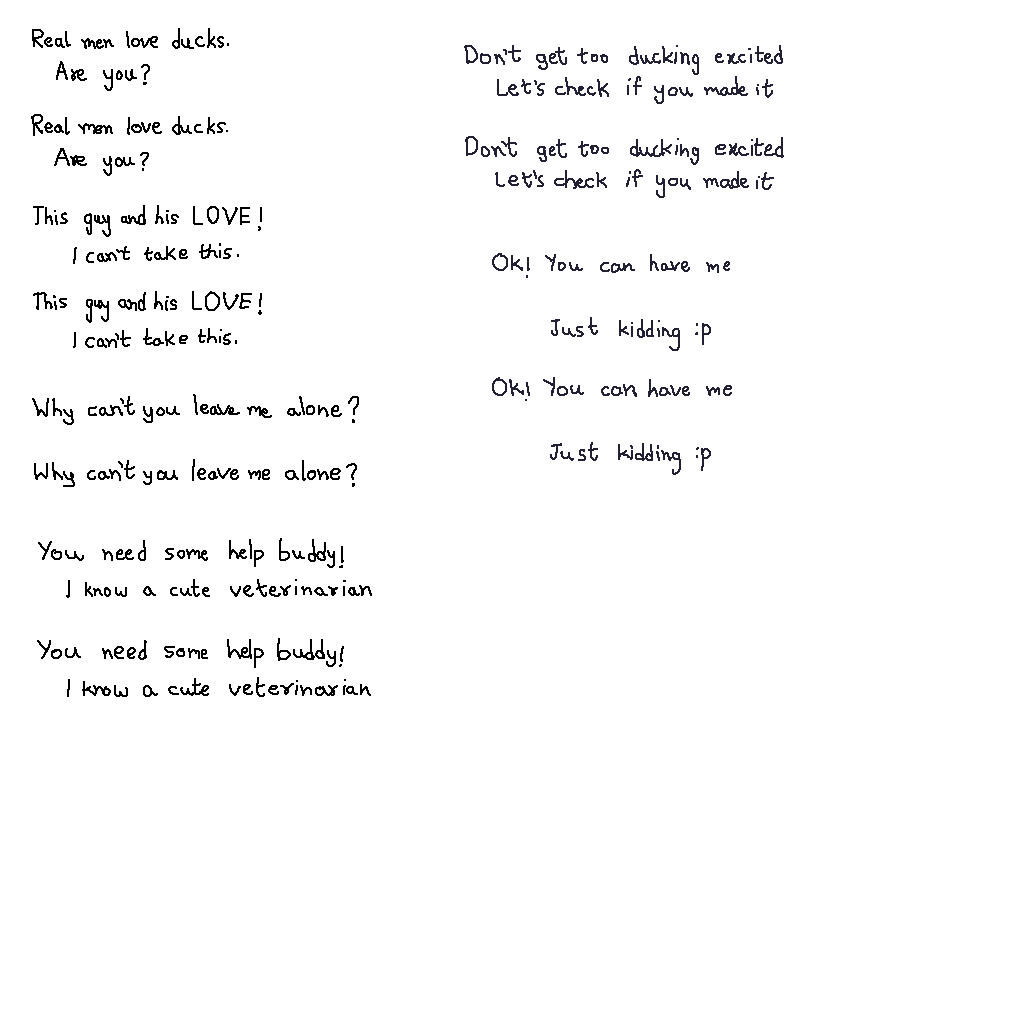 Real men love ducks.
Are you?
Real men love ducks.
Are you?
This guy and his LOVE!
I can't take this.
This guy and his LOVE!
I can't take this.
Why can't you leave me alone?
Why can't you leave me alone?
You need some help buddy!
I know a cute veterinarian
You need some help buddy!
I know a cute veterinarian
Don't get too ducking excited
Let's check if you made it
Don't get too ducking excited
Let's check if you made it
Ok! You can have me
Just kidding :p
Ok! You can have me
Just kidding :p